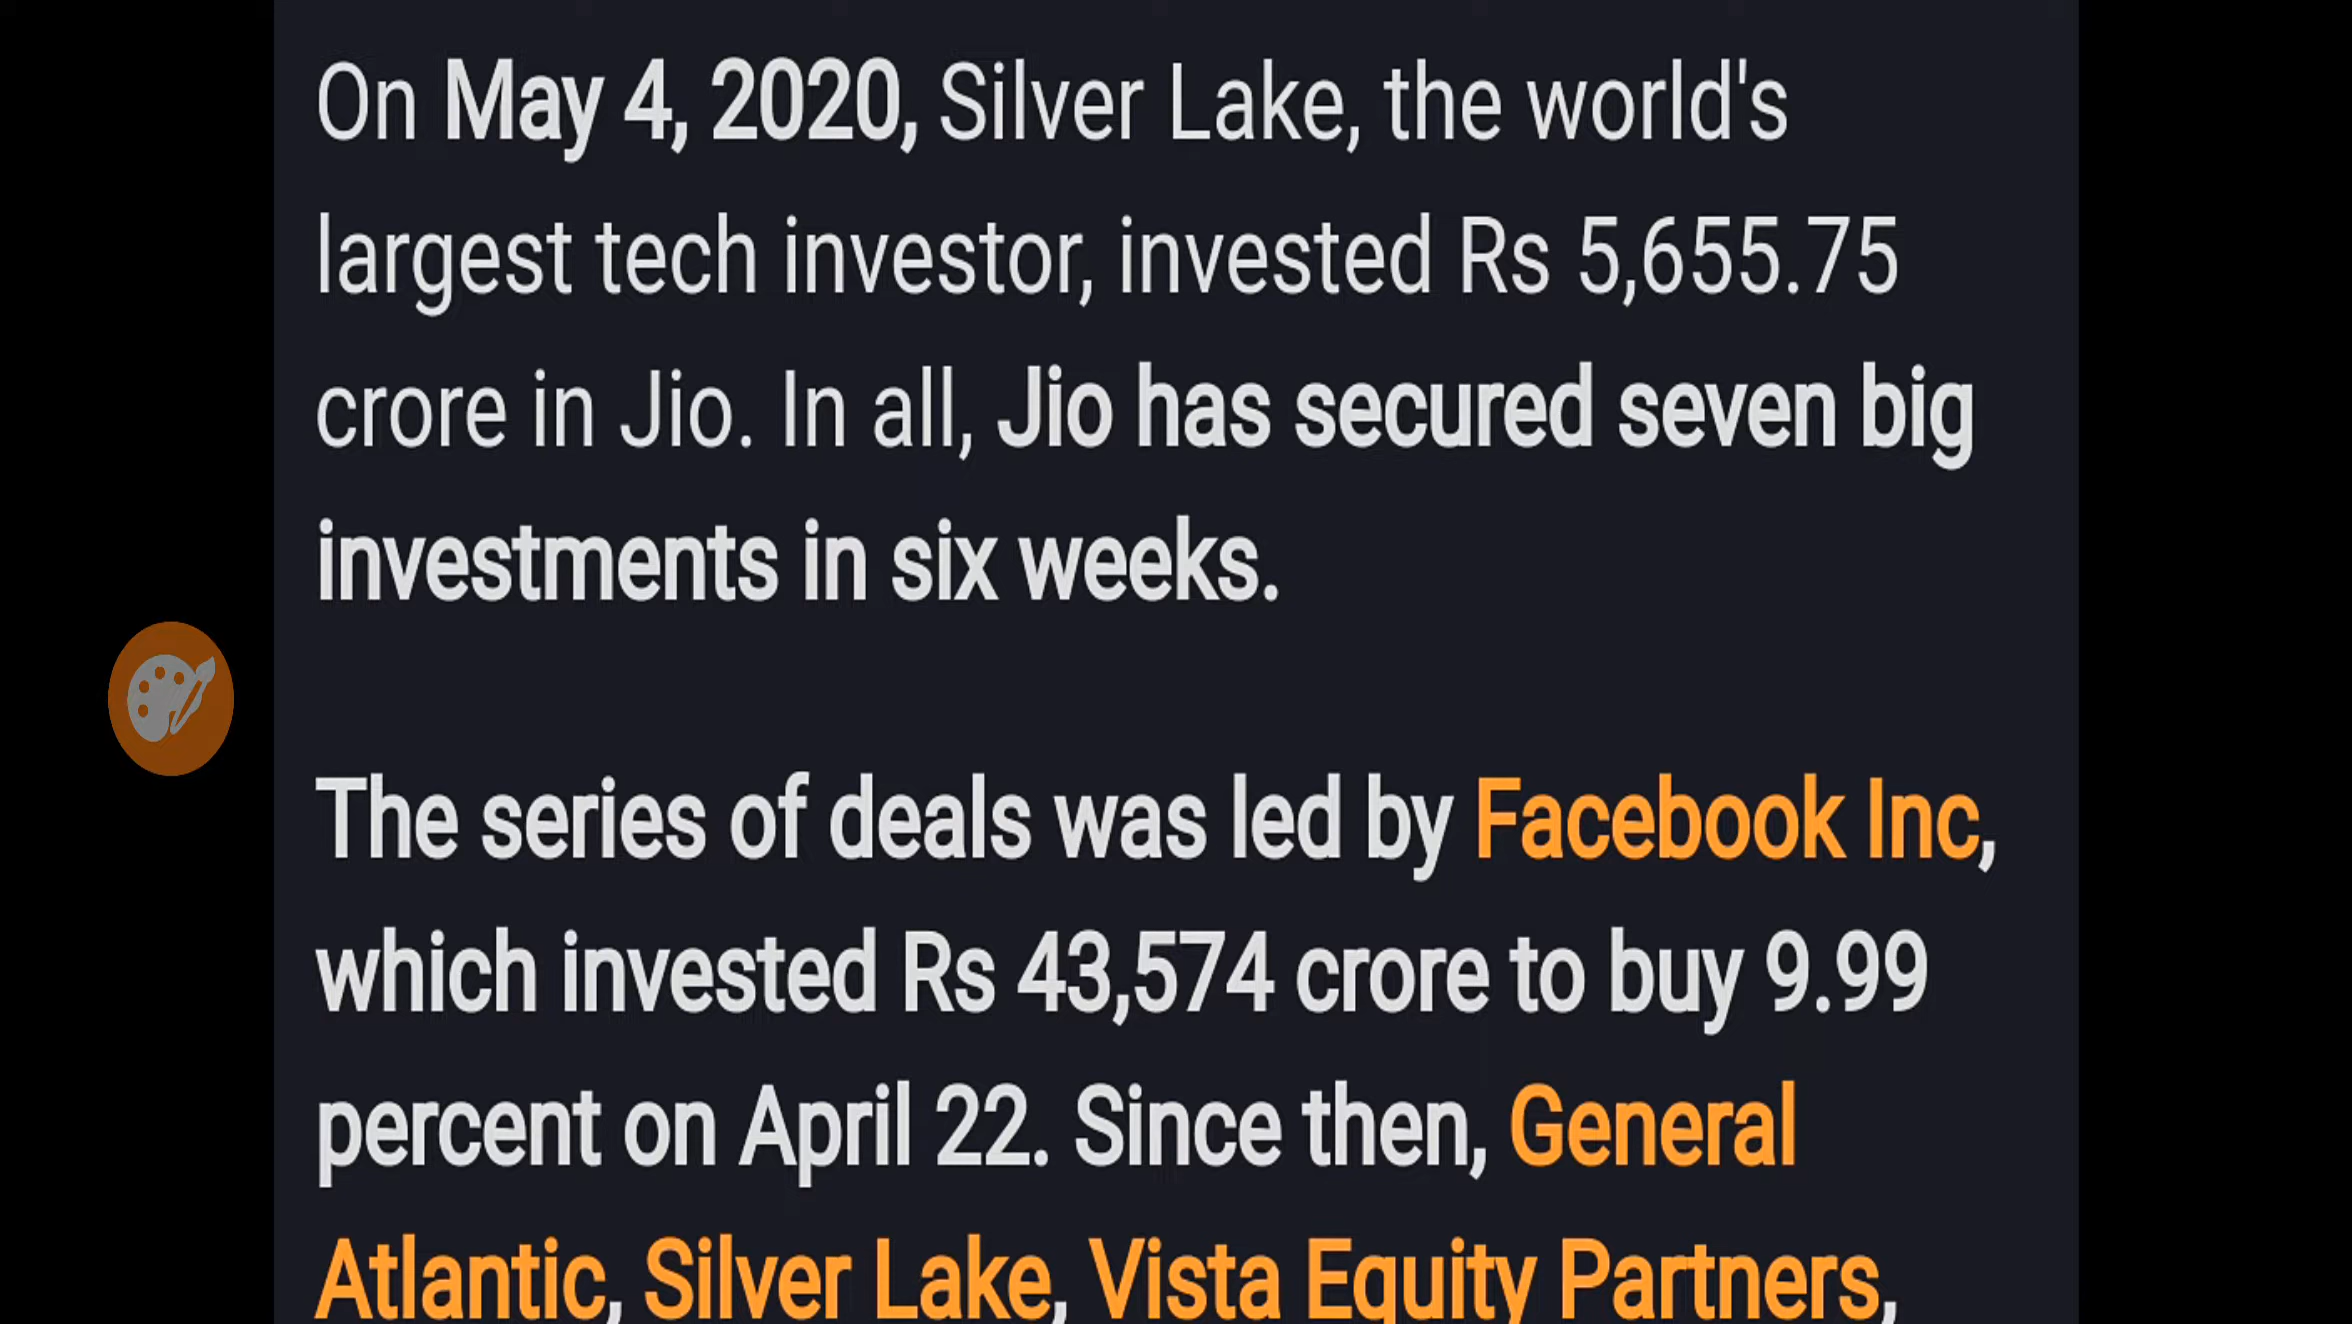 On May 4, 2020, Silver Lake, the world's
largest tech investor, invested Rs 5,655.75
crore in Jio. In all, Jio has secured seven big
investments in six weeks.
The series of deals was led by Facebook Inc,
which invested Rs 43,574 crore to buy 9.99
percent on April 22. Since then, General
Atlantic, Silver Lake, Vista Equity Partners,